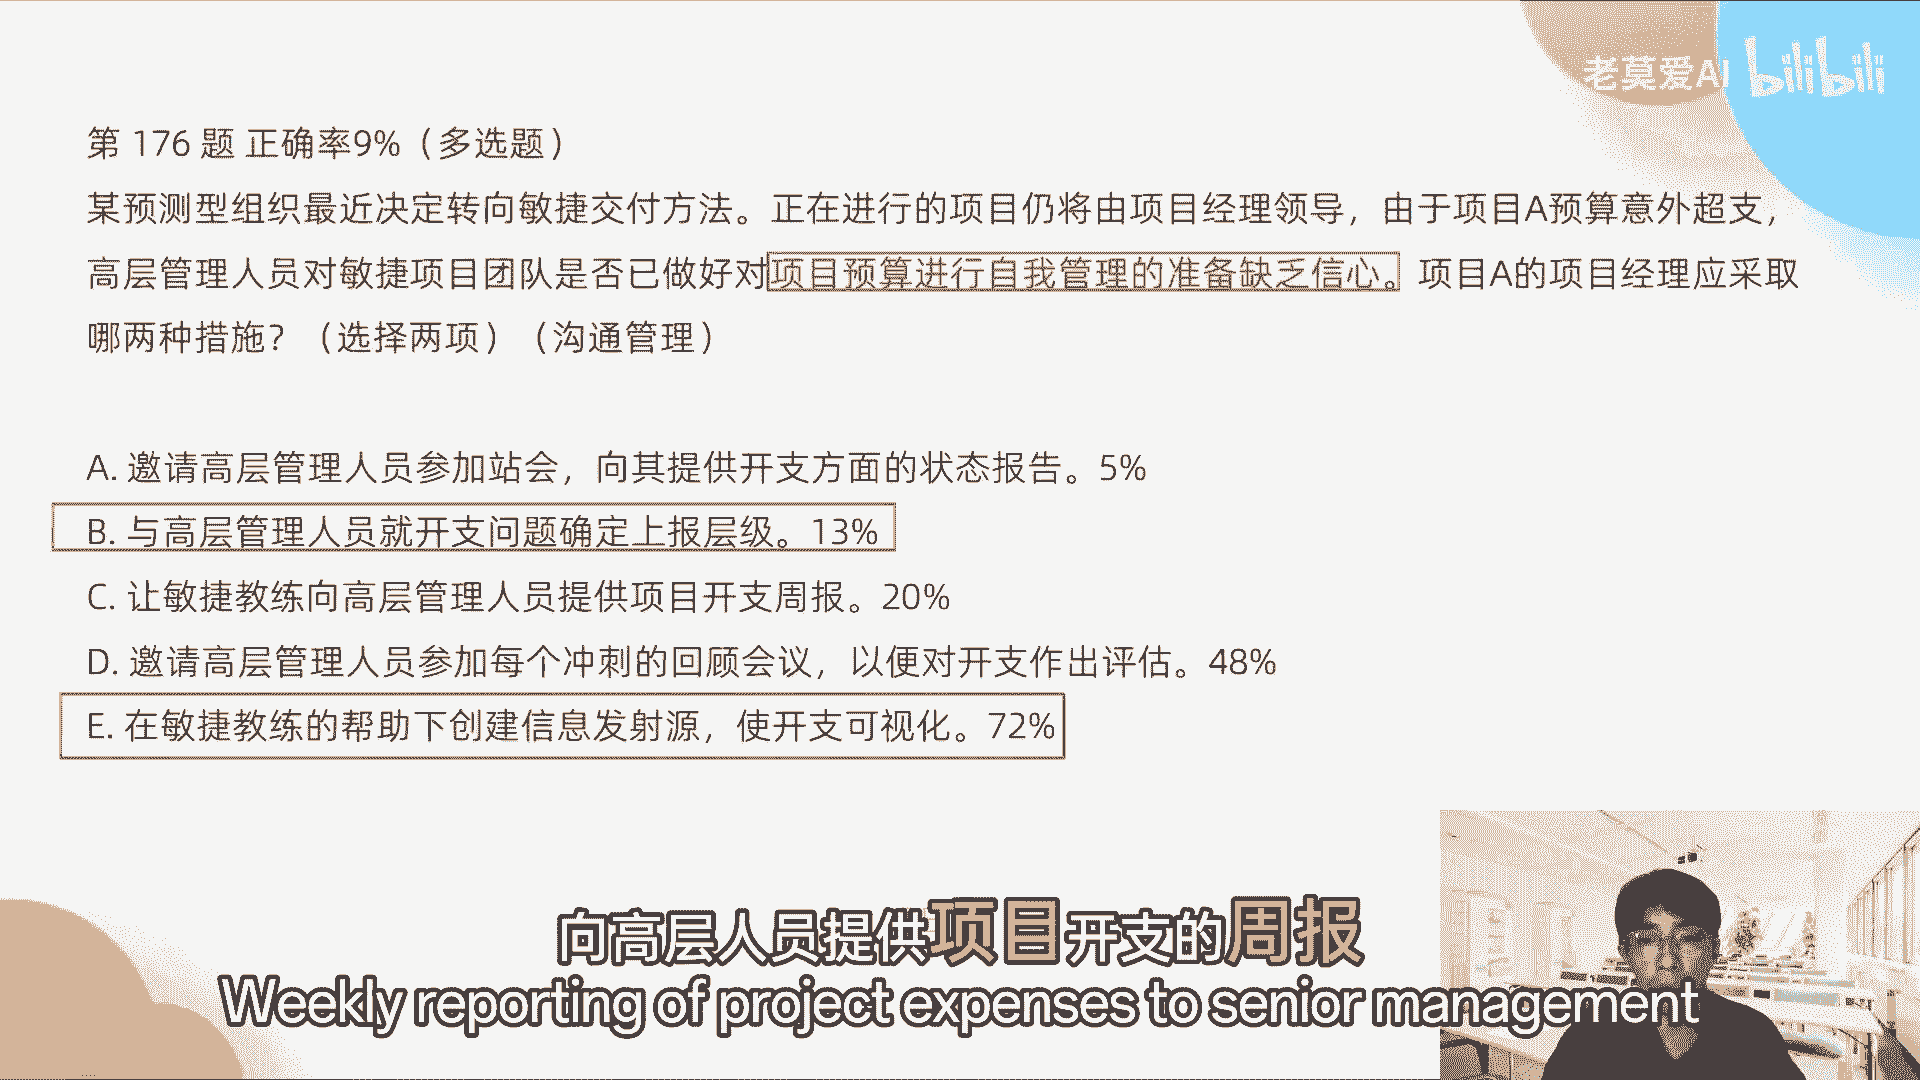 老莫爱AI bilibili
第 176 题 正确率9%（多选题）
某预测型组织最近决定转向敏捷交付方法。正在进行的项目仍将由项目经理领导，由于项目A预算意外超支，
高层管理人员对敏捷项目团队是否已做好对项目预算进行自我管理的准备缺乏信心。项目A的项目经理应采取
哪两种措施？（选择两项）（沟通管理）
A. 邀请高层管理人员参加站会，向其提供开支方面的状态报告。5%
B. 与高层管理人员就开支问题确定上报层级。13%
C. 让敏捷教练向高层管理人员提供项目开支周报。20%
D. 邀请高层管理人员参加每个冲刺的回顾会议，以便对开支作出评估。48%
E. 在敏捷教练的帮助下创建信息发射源，使开支可视化。72%
向高层人员提供项目开支的周报
Weekly reporting of project expenses to senior management